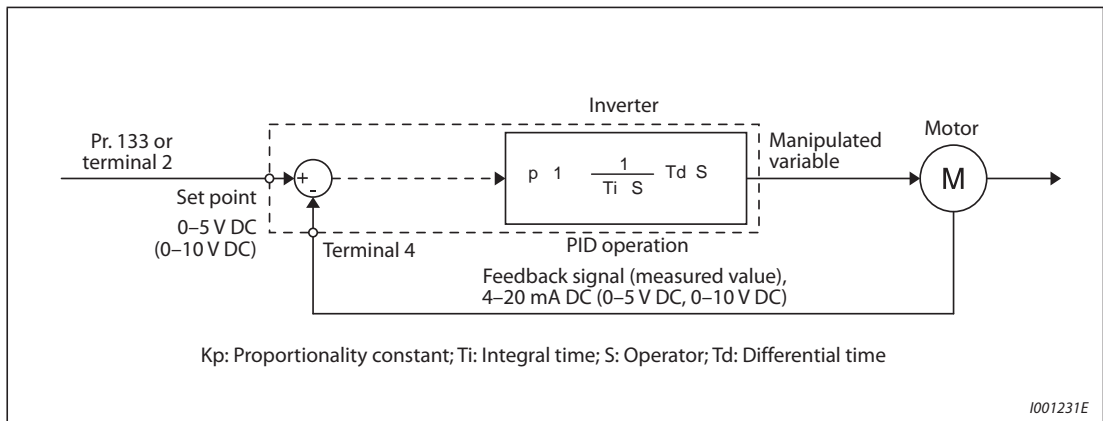 Inverter
Pr. 133 or
terminal 2
Manipulated
variable
Motor
p 1 1 Td S
Ti S
+
-
M
Set point
0–5 V DC
(0–10 V DC)
Terminal 4
PID operation
Feedback signal (measured value),
4–20 mA DC (0–5 V DC, 0–10 V DC)
Kp: Proportionality constant; Ti: Integral time; S: Operator; Td: Differential time
I001231E